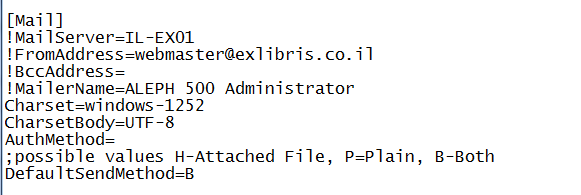 [Mail]
!MailServer=IL-EX01
!FromAddress=webmaster@exlibris.co.il
!BccAddress=
!MailerName=ALEPH 500 Administrator
Charset=windows-1252
CharsetBody=UTF-8
AuthMethod=
;possible values H-Attached File, P=Plain, B-Both
DefaultSendMethod=B